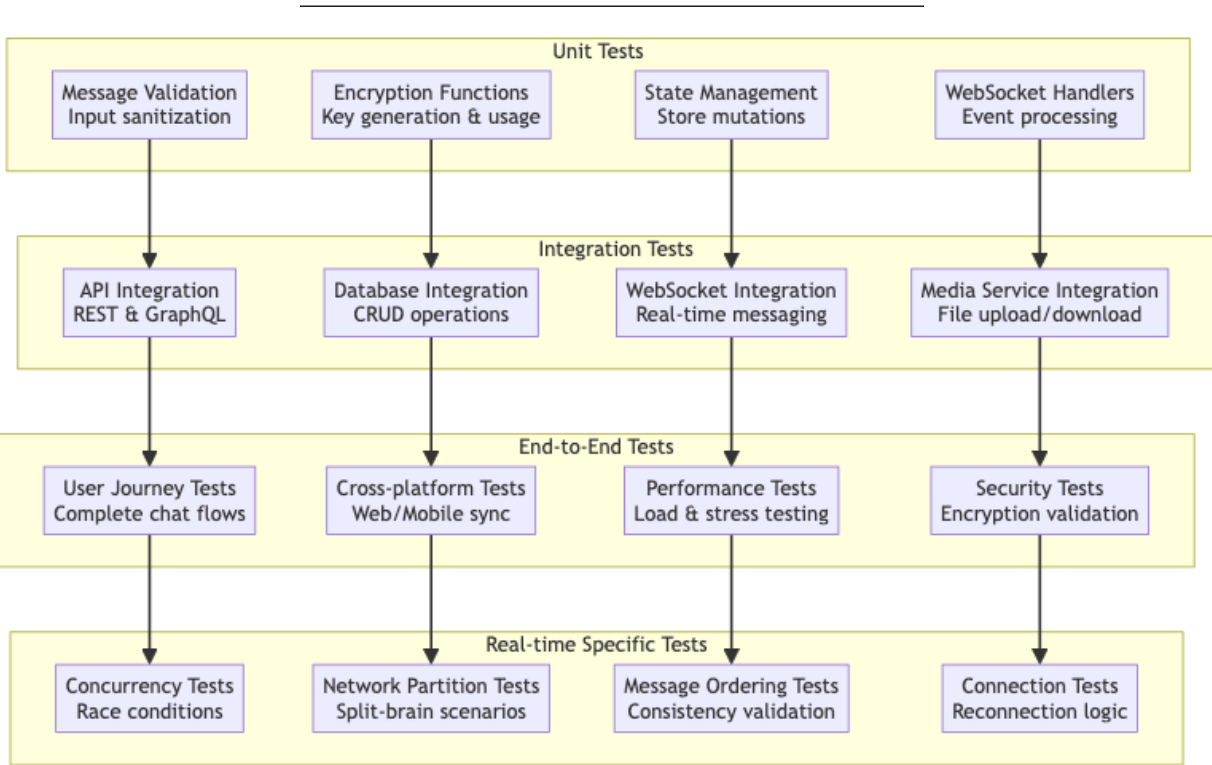 Unit Tests
Message Validation
Input sanitization
Encryption Functions
Key generation & usage
State Management
Store mutations
WebSocket Handlers
Event processing
Integration Tests
API Integration
REST & GraphQL
Database Integration
CRUD operations
WebSocket Integration
Real-time messaging
Media Service Integration
File upload/download
End-to-End Tests
User Journey Tests
Complete chat flows
Cross-platform Tests
Web/Mobile sync
Performance Tests
Load & stress testing
Security Tests
Encryption validation
Real-time Specific Tests
Concurrency Tests
Race conditions
Network Partition Tests
Split-brain scenarios
Message Ordering Tests
Consistency validation
Connection Tests
Reconnection logic